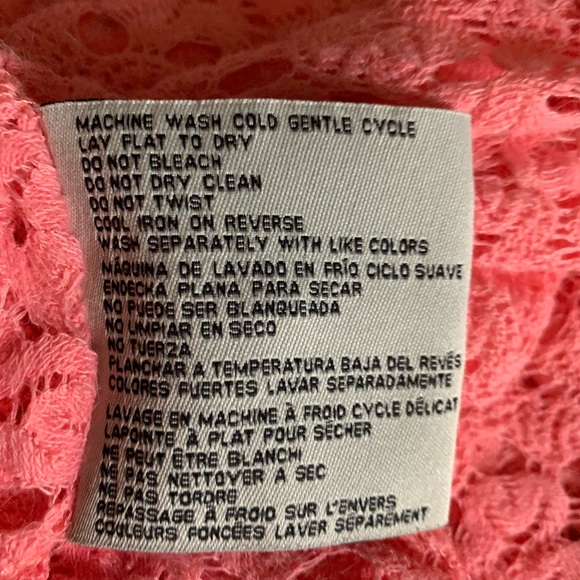 MACHINE WASH COLD GENTLE CYCLE
LAY FLAT TO DRY
DO NOT BLEACH
DO NOT DRY CLEAN
DO NOT TWIST
COOL IRON ON REVERSE
WASH SEPARATELY WITH LIKE COLORS
MÁQUINA DE LAVADO EN FRÍO CICLO SUAVE
ENDECKA PLANA PARA SECAR
NO PUEDE SER BLANQUEADA
NO LIMPIAR EN SECO
NO TUERZA
PLANCHAR A TEMPERATURA BAJA DEL REVÉS
COLORES FUERTES LAVAR SEPARADAMENTE
LAVAGE EN MACHINE À FROID CYCLE DÉLICAT
LAPOINTE À PLAT POUR SÉCHER
NE PEUT ÊTRE BLANCHI
NE PAS NETTOYER A SEC
NE PAS TORDRE
REPASSAGE À FROID SUR L'ENVERS
COULEURS FONCÉES LAVER SÉPARÉMENT